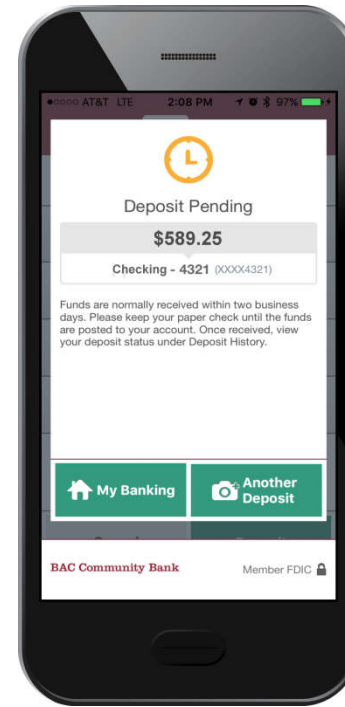 ●○○○○ AT&T LTE 2:08 PM 97%
Deposit Pending
$589.25
Checking - 4321 (XXXX4321)
Funds are normally received within two business
days. Please keep your paper check until the funds
are posted to your account. Once received, view
your deposit status under Deposit History.
My Banking
Another
Deposit
BAC Community Bank
Member FDIC